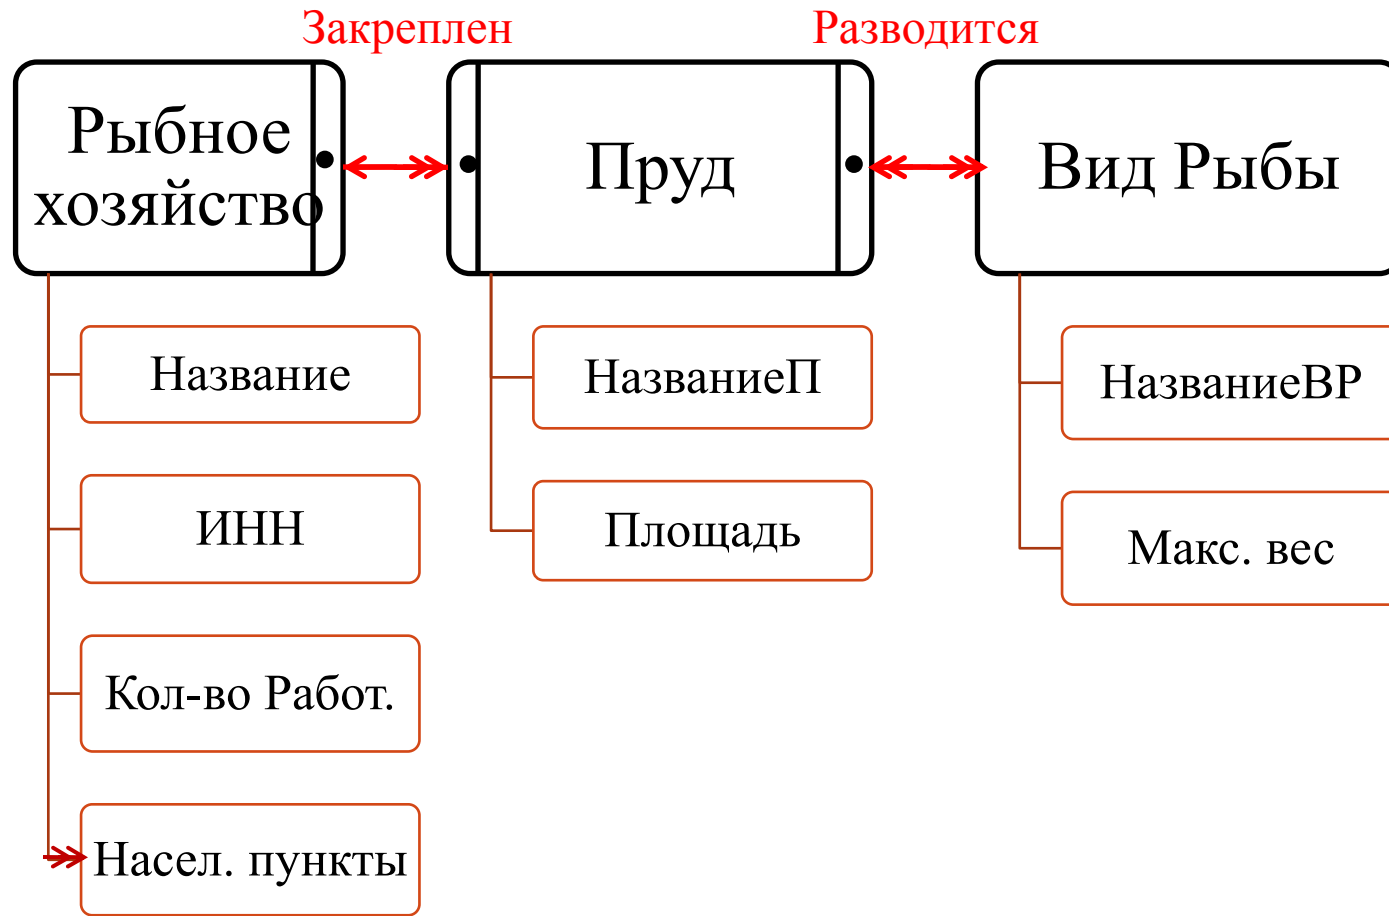 Закреплен
Разводится
Рыбное
хозяйство
Пруд
Вид Рыбы
Название
НазваниеП
НазваниеВР
ИНН
Площадь
Макс. вес
Кол-во Работ.
Насел. пункты